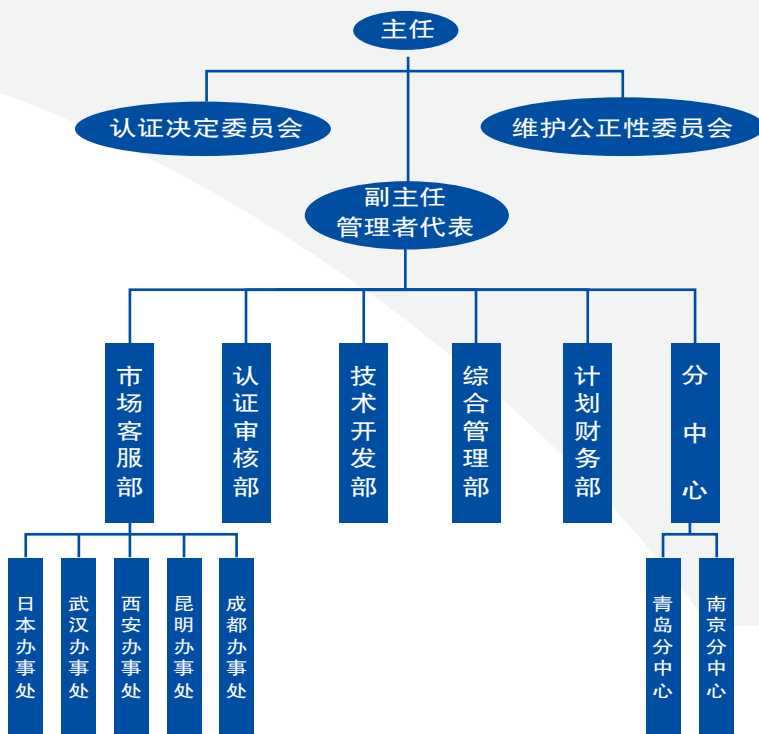 主任
认证决定委员会
维护公正性委员会
副主任
管理者代表
市场客服部
认证审核部
技术开发部
综合管理部
计划财务部
分中心
日本办事处
武汉办事处
西安办事处
昆明办事处
成都办事处
青岛分中心
南京分中心